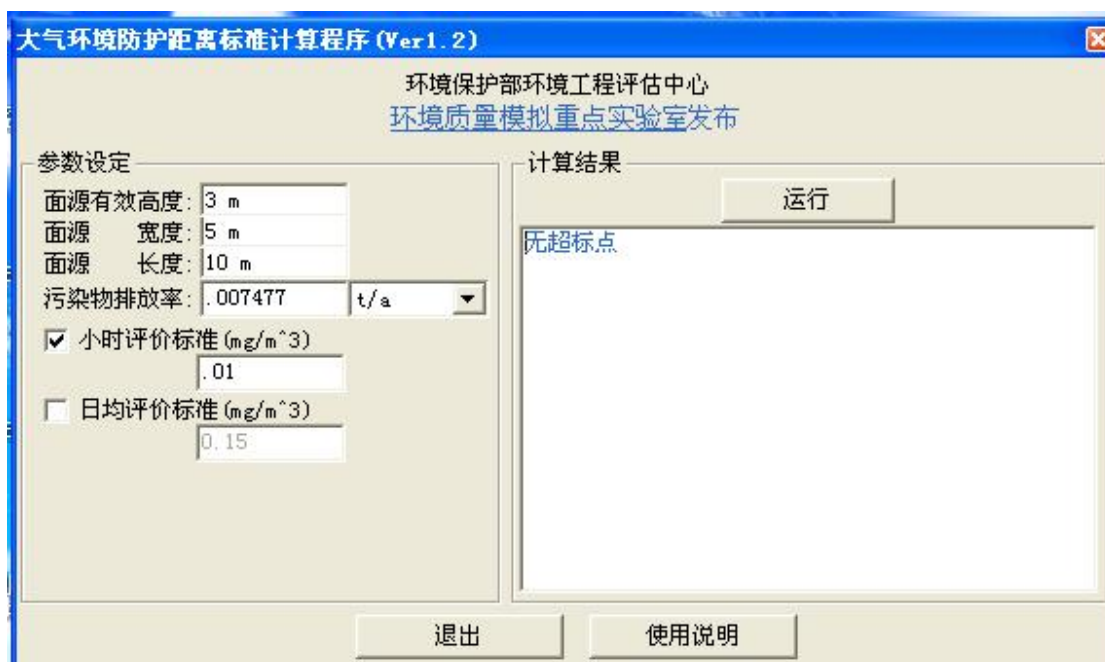 大气环境防护距离标准计算程序(Ver1.2)
环境保护部环境工程评估中心
环境质量模拟重点实验室发布
参数设定
面源有效高度: 3 m
面源 宽度: 5 m
面源 长度: 10 m
污染物排放率: .007477 t/a
小时评价标准(mg/m^3)
.01
日均评价标准(mg/m^3)
0.15
计算结果
运行
无超标点
退出 使用说明